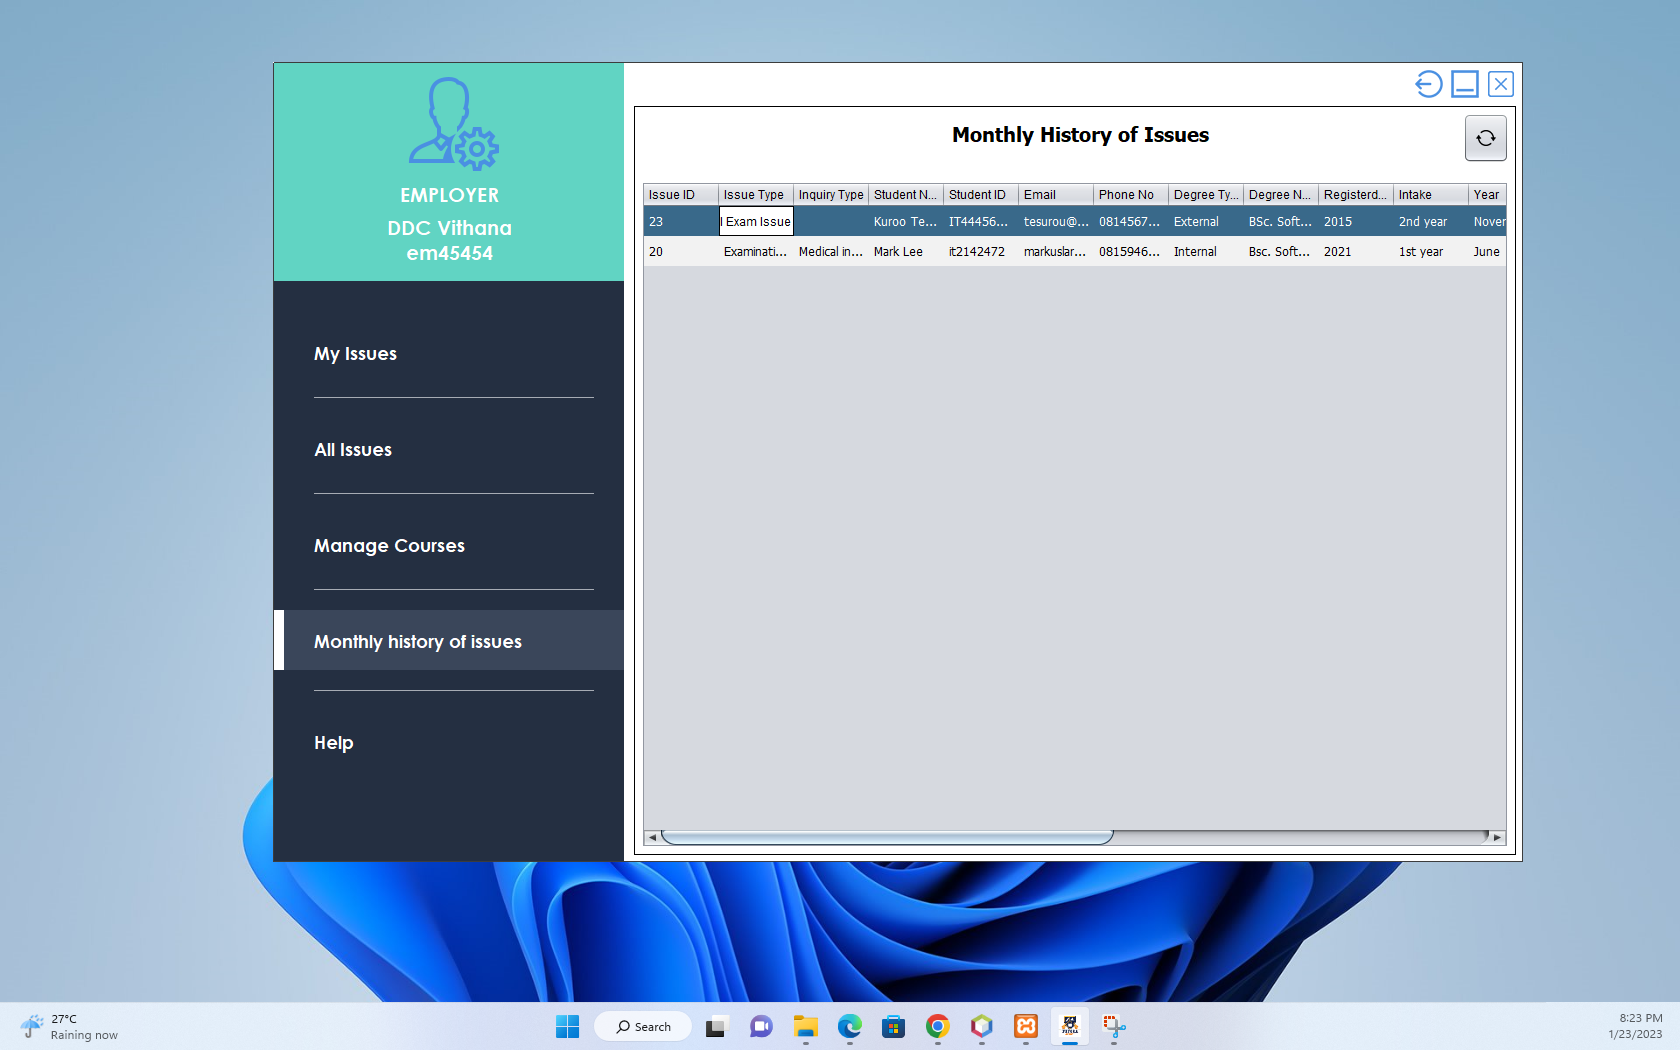 EMPLOYER
DDC Vithana
em45454
My Issues
All Issues
Manage Courses
Monthly history of issues
Help
Monthly History of Issues
Issue ID Issue Type Inquiry Type Student N... Student ID Email Phone No Degree Ty... Degree N... Registerd... Intake Year
23 l Exam Issue Kuroo Te... IT44456... tesurou@... 0814567... External BSc. Soft... 2015 2nd year Nover
20 Examinati... Medical in... Mark Lee it2142472 markuslar... 0815946... Internal Bsc. Soft... 2021 1st year June
27°C
Raining now
Search
8:23 PM
1/23/2023